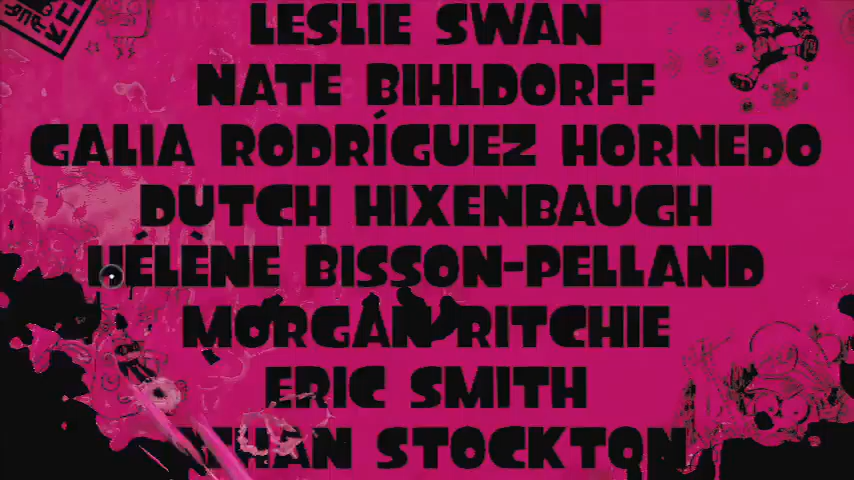 LESLIE SWAN
NATE BIHLDORFF
GALIA RODRÍGUEZ HORNEDO
DUTCH HIXENBAUGH
HÉLÈNE BISSON-PELLAND
MORGAN RITCHIE
ERIC SMITH
STOCKTON